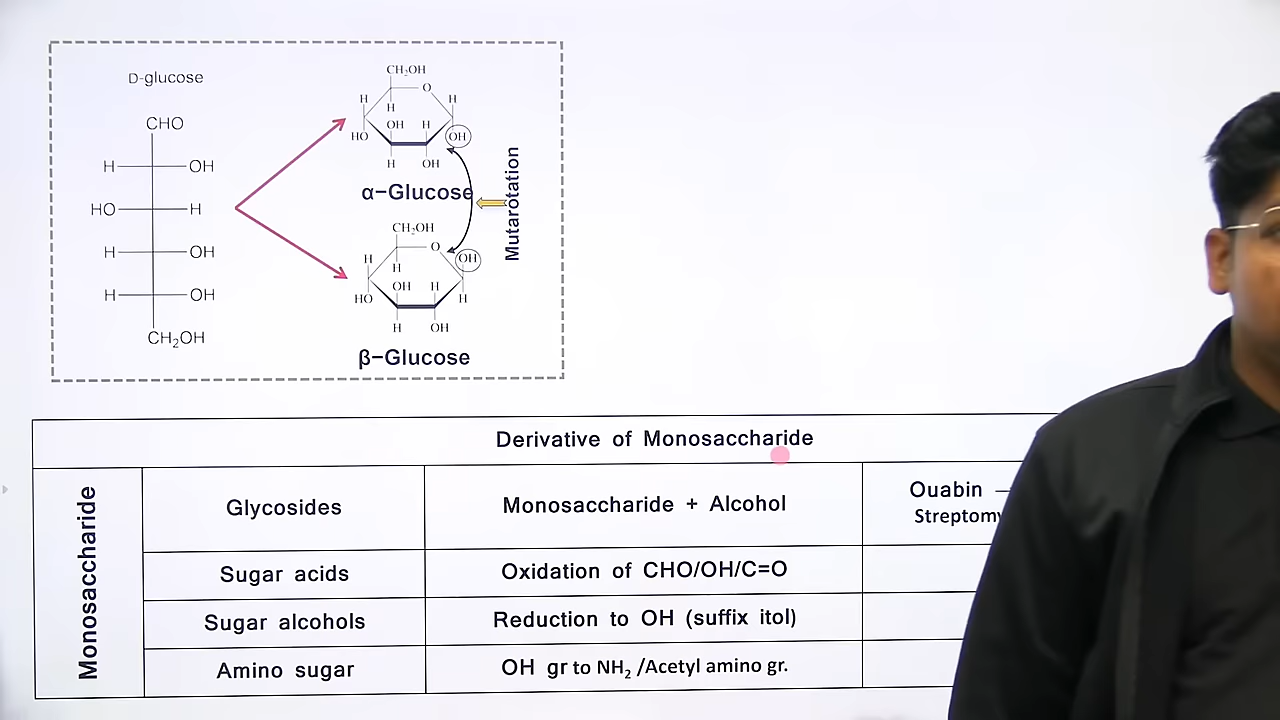 D-glucose
CHO
H OH
HO H
H OH
H OH
CH₂OH
CH₂OH
O
H H
H
OH H
HO OH
H OH
α−Glucose
Mutarotation
CH₂OH
O OH
H
H
OH H
HO H
H OH
β−Glucose
Derivative of Monosaccharide
Monosaccharide
Glycosides Monosaccharide + Alcohol Ouabin —
Sugar acids Oxidation of CHO/OH/C=O
Sugar alcohols Reduction to OH (suffix itol)
Amino sugar OH gr to NH₂ /Acetyl amino gr.